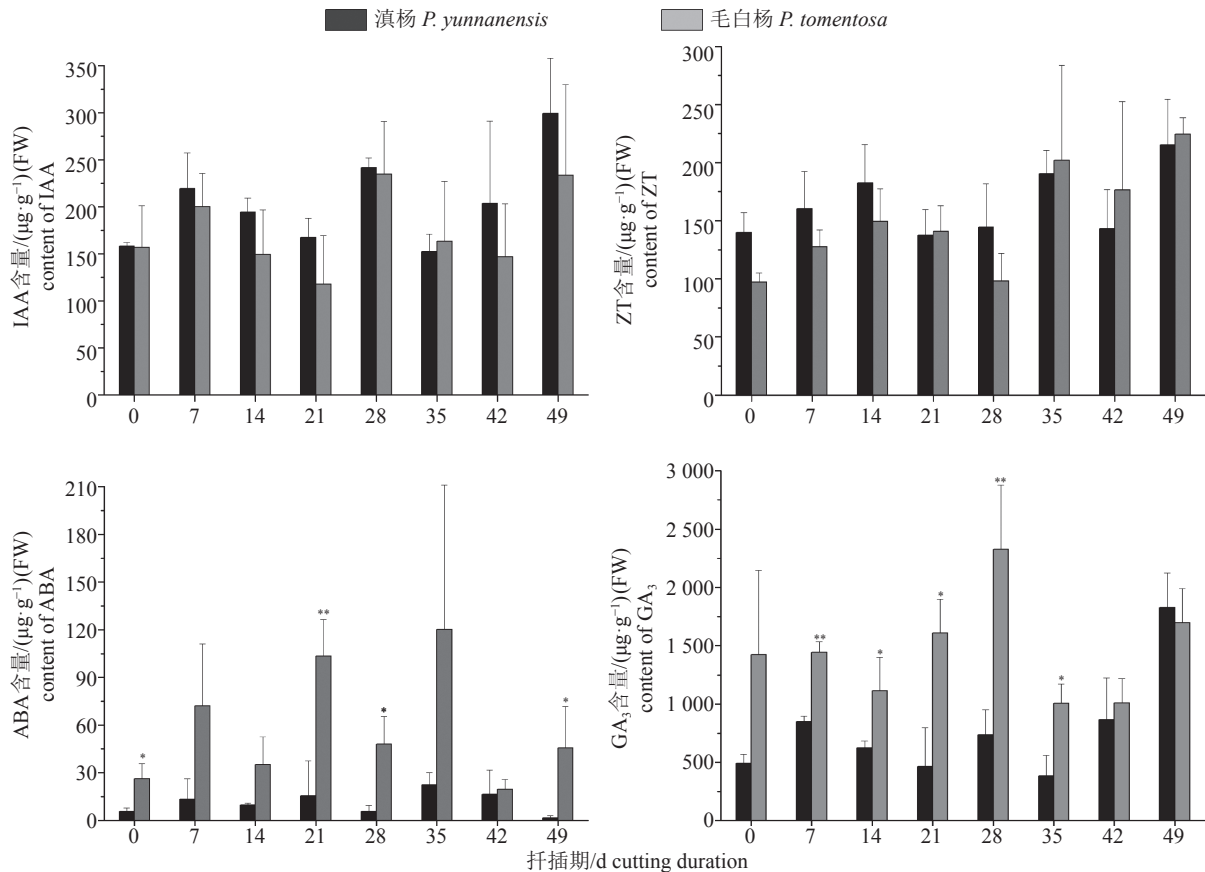 滇杨 P. yunnanensis
毛白杨 P. tomentosa
IAA含量/(μg·g⁻¹)(FW)
content of IAA
350
300
250
200
150
100
50
0
0 7 14 21 28 35 42 49
ZT含量/(μg·g⁻¹)(FW)
content of ZT
300
250
200
150
100
50
0
0 7 14 21 28 35 42 49
ABA含量/(μg·g⁻¹)(FW)
content of ABA
210
180
150
120
90
60
30
0
* ** * *
0 7 14 21 28 35 42 49
GA₃含量/(μg·g⁻¹)(FW)
content of GA₃
3 000
2 500
2 000
1 500
1 000
500
0
** * * ** *
0 7 14 21 28 35 42 49
扦插期/d cutting duration